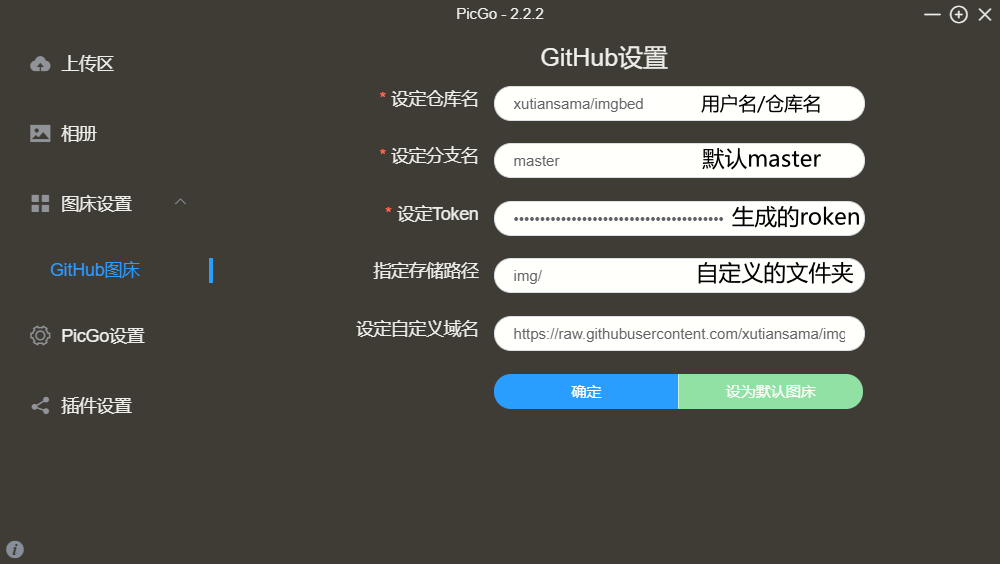 PicGo - 2.2.2
上传区
相册
图床设置
GitHub图床
PicGo设置
插件设置
GitHub设置
* 设定仓库名 xutiansama/imgbed 用户名/仓库名
* 设定分支名 master 默认master
* 设定Token 生成的roken
指定存储路径 img/ 自定义的文件夹
设定自定义域名 https://raw.githubusercontent.com/xutiansama/img
确定 设为默认图床